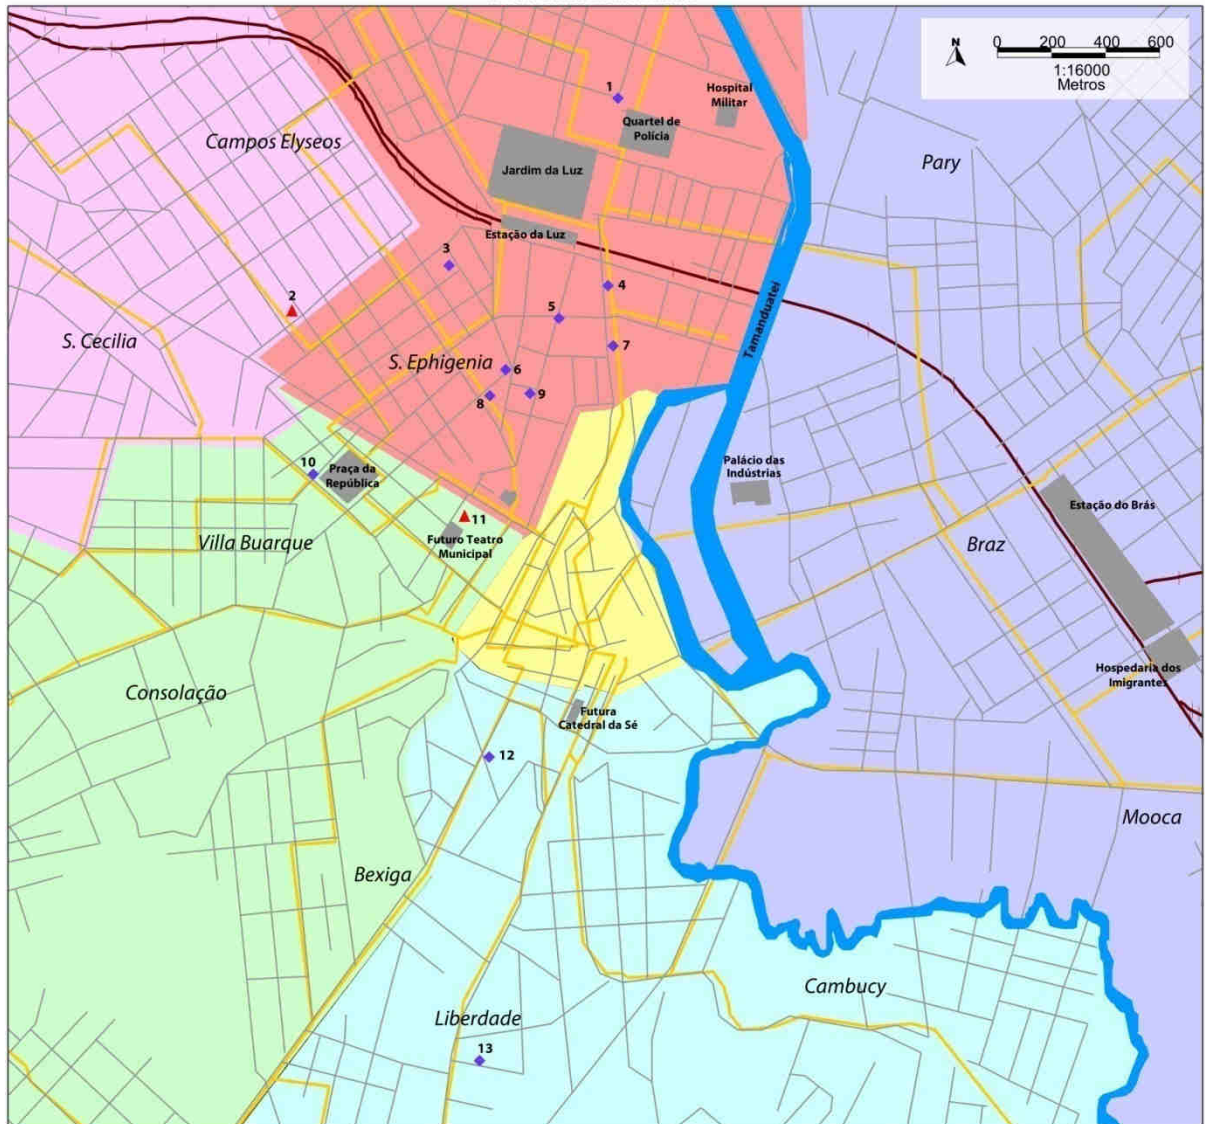 N
0 200 400 600
1:16000
Metros
1
Hospital
Militar
Quartel de
Polícia
Campos Elyseos
Jardim da Luz
Pary
Estação da Luz
3
2
4
5
Tamanduateí
S. Cecilia
7
S. Ephigenia
6
8
9
10
Praça da
República
Palácio das
Indústrias
Estação do Brás
11
Futuro Teatro
Municipal
Villa Buarque
Braz
Hospedaria dos
Imigrantes
Consolação
Futura
Catedral da Sé
12
Mooca
Bexiga
Cambucy
Liberdade
13